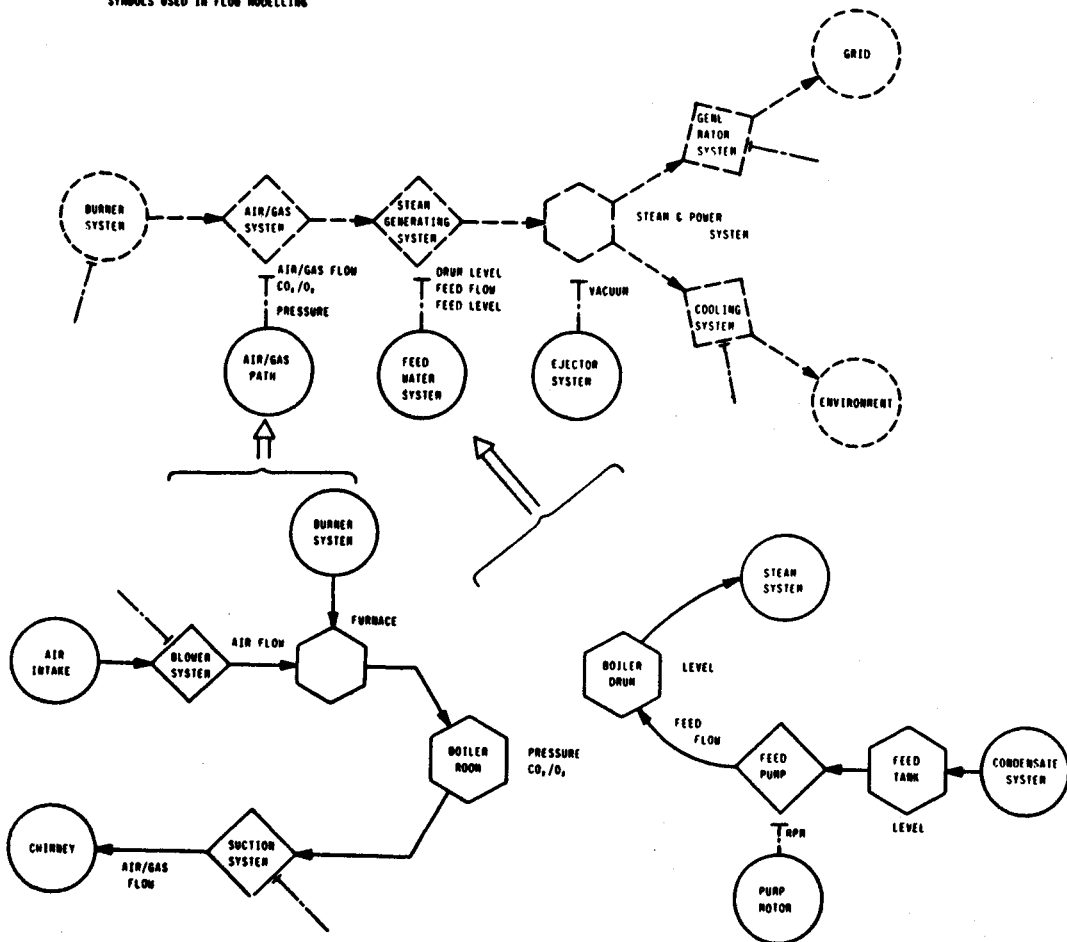 SYMBOLS USED IN FLOW MODELLING
GRID
GENE
RATOR
SYSTEM
BURNER
SYSTEM
AIR/GAS
SYSTEM
STEAM
GENERATING
SYSTEM
STEAM & POWER
SYSTEM
AIR/GAS FLOW
CO₂/O₂
PRESSURE
DRUM LEVEL
FEED FLOW
FEED LEVEL
VACUUM
COOLING
SYSTEM
AIR/GAS
PATH
FEED
WATER
SYSTEM
EJECTOR
SYSTEM
ENVIRONMENT
BURNER
SYSTEM
STEAM
SYSTEM
FURNACE
AIR
INTAKE
BLOWER
SYSTEM
AIR FLOW
BOILER
DRUM
LEVEL
FEED
FLOW
BOILER
ROOM
PRESSURE
CO₂/O₂
FEED
PUMP
FEED
TANK
CONDENSATE
SYSTEM
LEVEL
RPM
CHIMNEY
SUCTION
SYSTEM
AIR/GAS
FLOW
PUMP
MOTOR